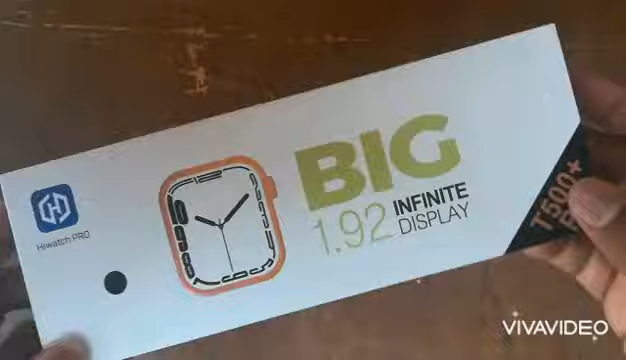 BIG
1.92 INFINITE
DISPLAY
Hiwatch PRO
T500+
VIVAVIDEO